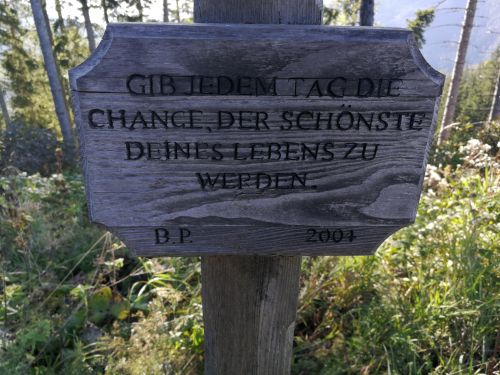 GIB JEDEM TAG DIE
CHANCE, DER SCHÖNSTE
DEINES LEBENS ZU
WERDEN.
B.P. 2004